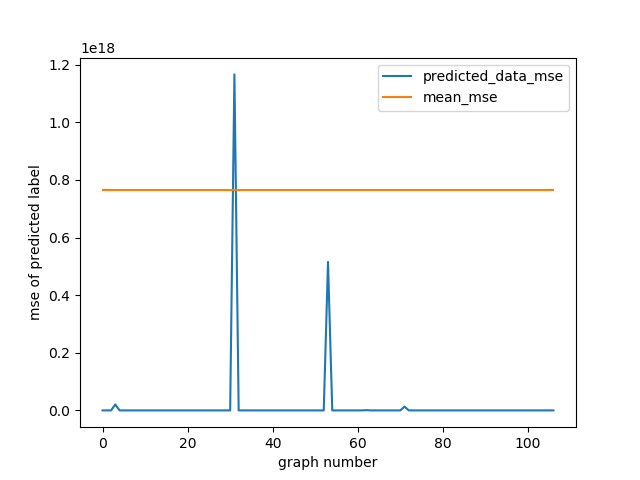 1e18
predicted_data_mse
mean_mse
1.2
1.0
0.8
0.6
0.4
0.2
0.0
mse of predicted label
0 20 40 60 80 100
graph number